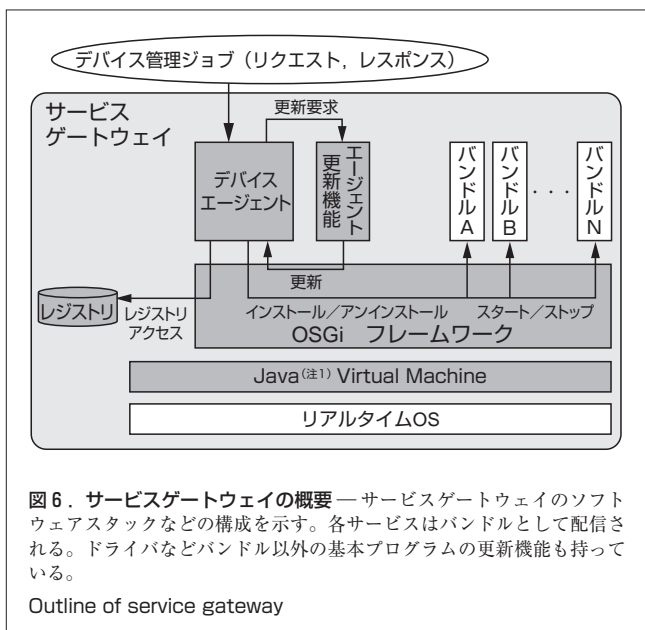 デバイス管理ジョブ（リクエスト，レスポンス）
サービス
ゲートウェイ
更新要求
デバイス
エージェント
エージェント
更新機能
バンドルA
バンドルB
・・・
バンドルN
更新
レジストリ
レジストリ
アクセス
インストール／アンインストール
スタート／ストップ
OSGi フレームワーク
Java(注1) Virtual Machine
リアルタイムOS
図6．サービスゲートウェイの概要 — サービスゲートウェイのソフト
ウェアスタックなどの構成を示す。各サービスはバンドルとして配信さ
れる。ドライバなどバンドル以外の基本プログラムの更新機能も持って
いる。
Outline of service gateway